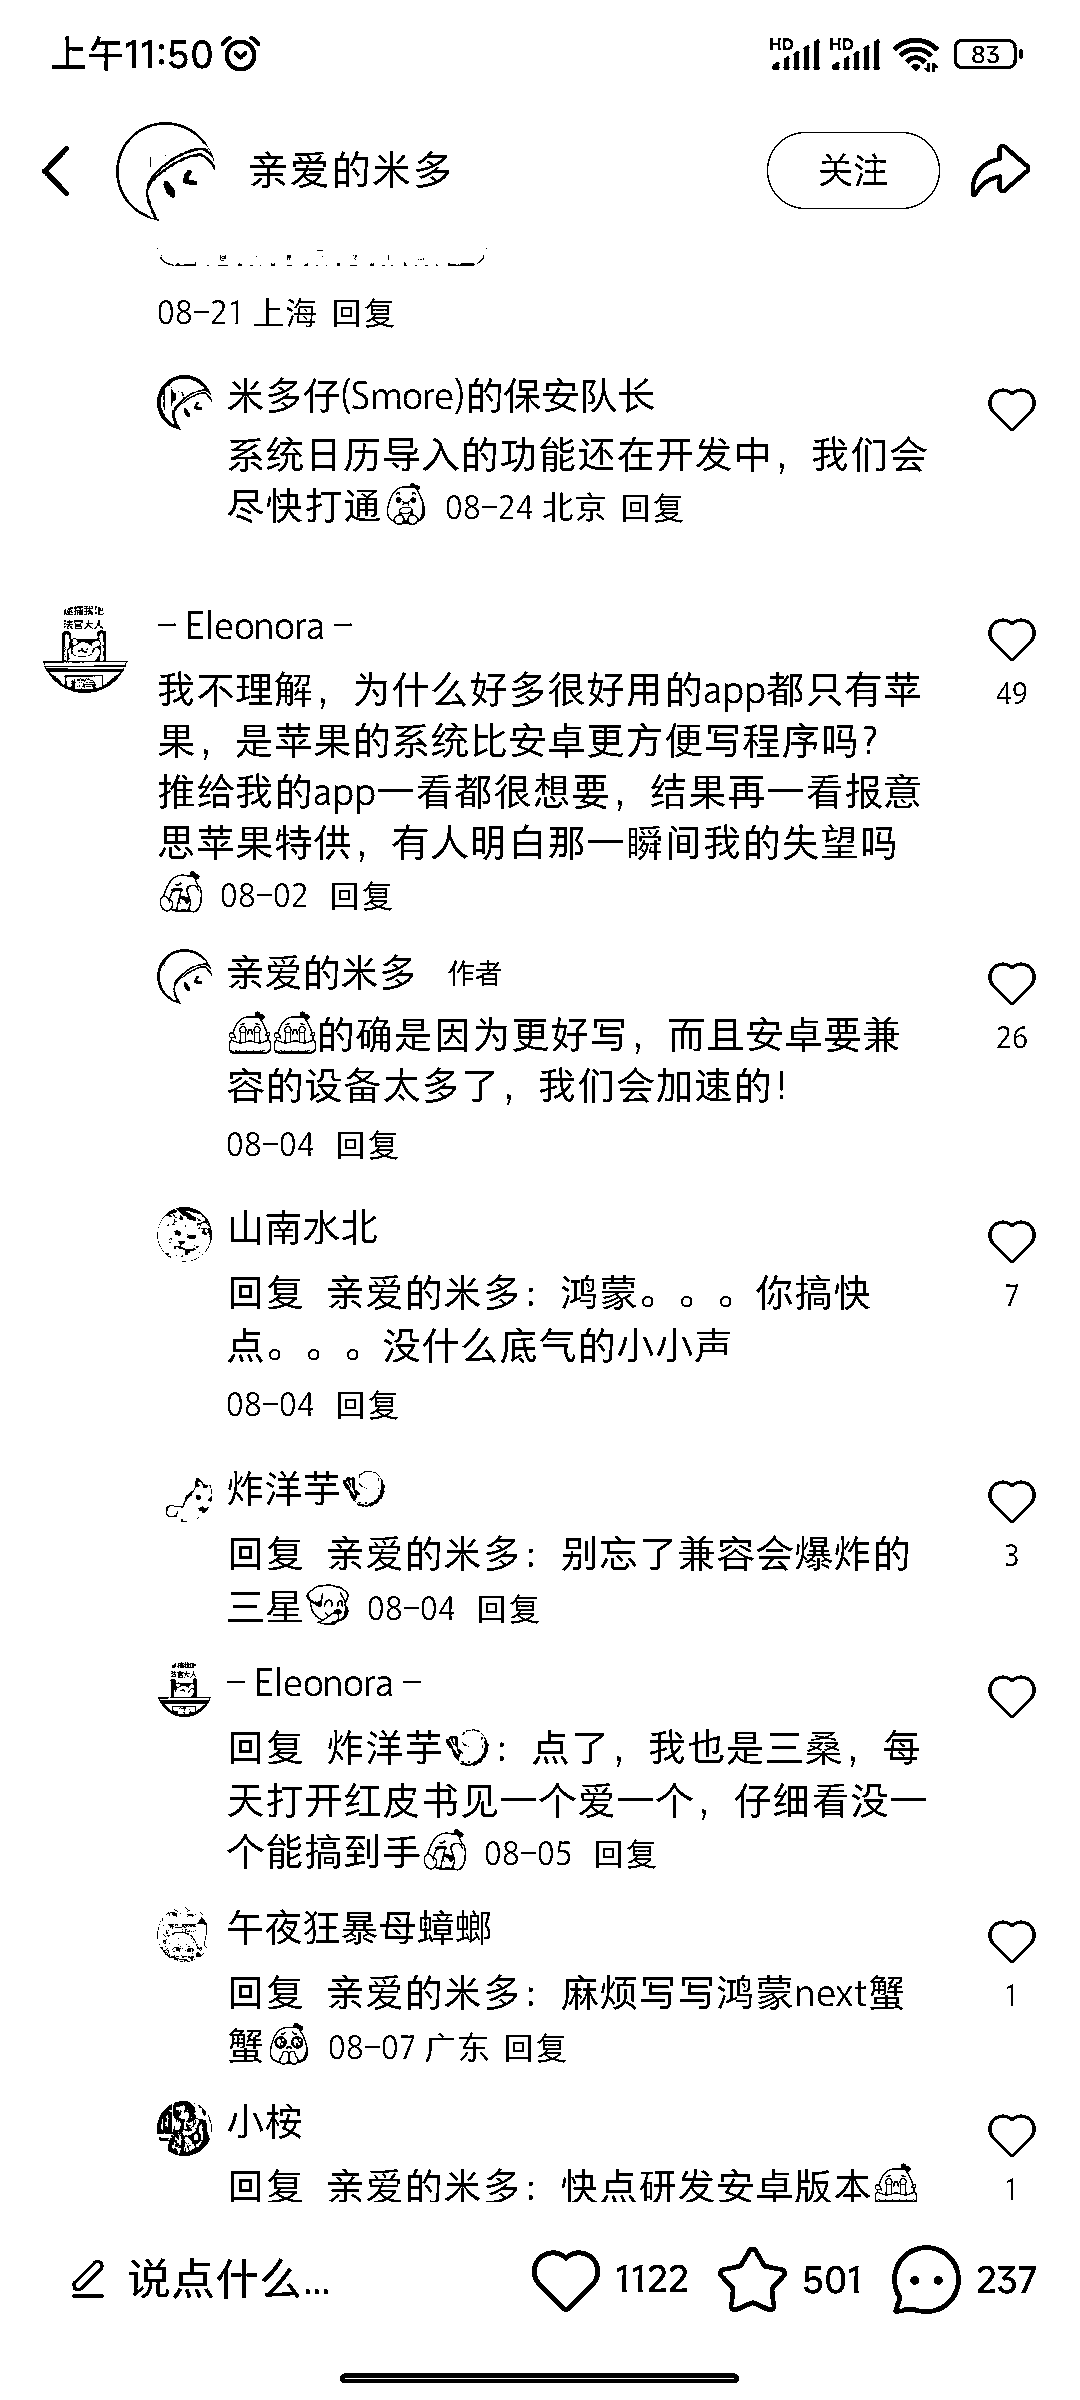 上午11:50
HD HD 83
亲爱的米多 关注
08-21 上海 回复
米多仔(Smore)的保安队长
系统日历导入的功能还在开发中，我们会
尽快打通 08-24 北京 回复
– Eleonora –
我不理解，为什么好多很好用的app都只有苹
果，是苹果的系统比安卓更方便写程序吗？
推给我的app一看都很想要，结果再一看报意
思苹果特供，有人明白那一瞬间我的失望吗
08-02 回复
49
亲爱的米多 作者
的确是因为更好写，而且安卓要兼
容的设备太多了，我们会加速的！
08-04 回复
26
山南水北
回复 亲爱的米多：鸿蒙。。。你搞快
点。。。没什么底气的小小声
08-04 回复
7
炸洋芋
回复 亲爱的米多：别忘了兼容会爆炸的
三星 08-04 回复
3
– Eleonora –
回复 炸洋芋：点了，我也是三桑，每
天打开红皮书见一个爱一个，仔细看没一
个能搞到手 08-05 回复
午夜狂暴母蟑螂
回复 亲爱的米多：麻烦写写鸿蒙next蟹
蟹 08-07 广东 回复
1
小桉
回复 亲爱的米多：快点研发安卓版本
1
说点什么... 1122 501 237